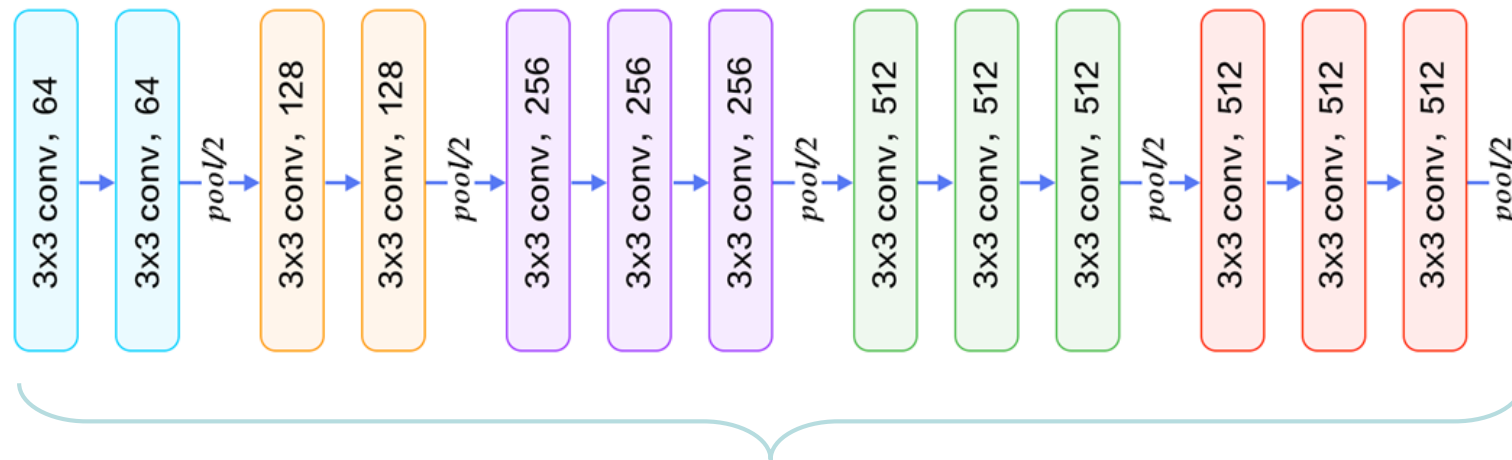 3x3 conv, 64
3x3 conv, 64
pool/2
3x3 conv, 128
3x3 conv, 128
pool/2
3x3 conv, 256
3x3 conv, 256
3x3 conv, 256
pool/2
3x3 conv, 512
3x3 conv, 512
3x3 conv, 512
pool/2
3x3 conv, 512
3x3 conv, 512
3x3 conv, 512
pool/2